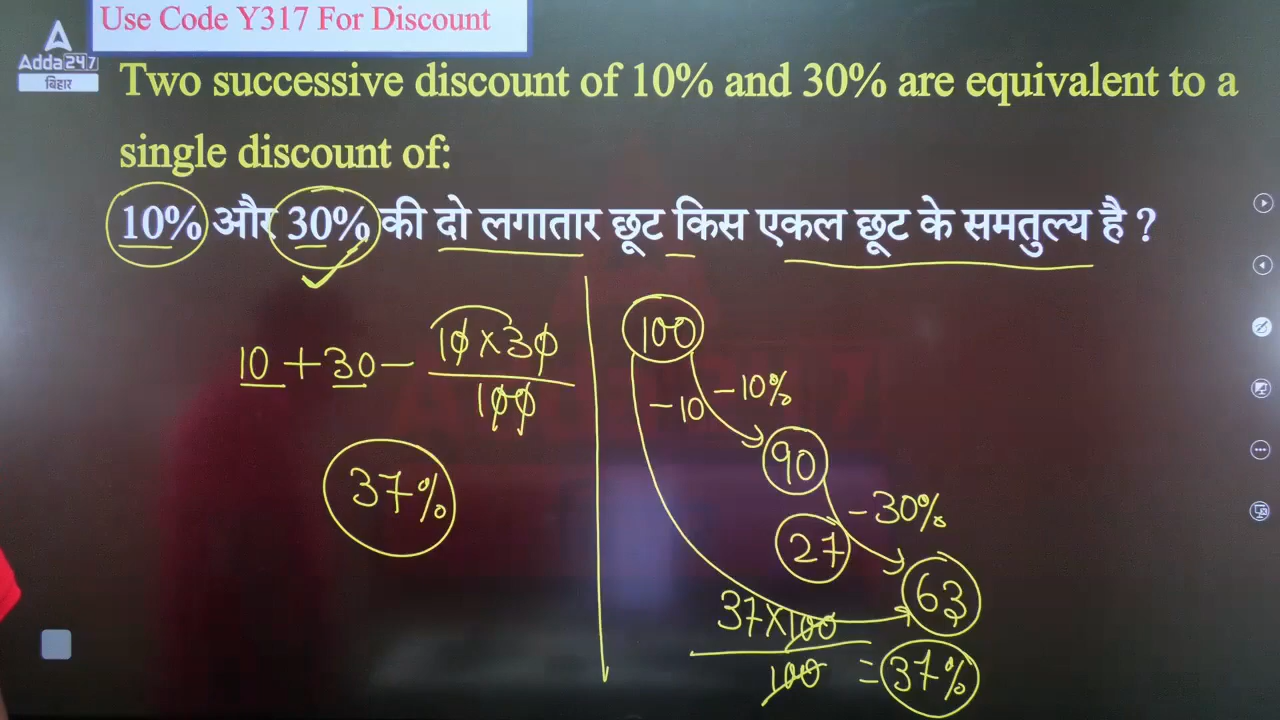 Use Code Y317 For Discount
Adda247
बिहार
Two successive discount of 10% and 30% are equivalent to a
single discount of:
10% और 30% की दो लगातार छूट किस एकल छूट के समतुल्य है ?
10 + 30 - 10 × 30 / 100
37%
100
-10 -10%
90
-30%
27
63
37 × 100 / 100 = 37%